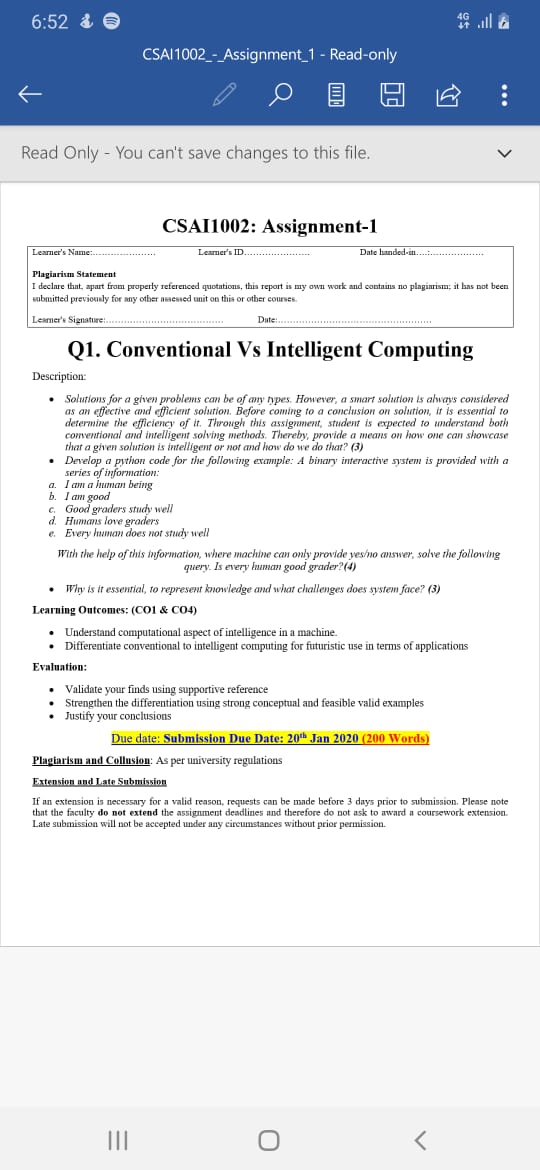 6:52
4G
CSAI1002_-_Assignment_1 - Read-only
Read Only - You can't save changes to this file.
CSAI1002: Assignment-1
Learner's Name:...................... Learner's ID....................... Date handed-in....:...................
Plagiarism Statement
I declare that, apart from properly referenced quotations, this report is my own work and contains no plagiarism; it has not been
submitted previously for any other assessed unit on this or other courses.
Learner's Signature:.......................................... Date:......................................................
Q1. Conventional Vs Intelligent Computing
Description:
• Solutions for a given problems can be of any types. However, a smart solution is always considered
as an effective and efficient solution. Before coming to a conclusion on solution, it is essential to
determine the efficiency of it. Through this assignment, student is expected to understand both
conventional and intelligent solving methods. Thereby, provide a means on how one can showcase
that a given solution is intelligent or not and how do we do that? (3)
• Develop a python code for the following example: A binary interactive system is provided with a
series of information:
a. I am a human being
b. I am good
c. Good graders study well
d. Humans love graders
e. Every human does not study well
With the help of this information, where machine can only provide yes/no answer, solve the following
query. Is every human good grader?(4)
• Why is it essential, to represent knowledge and what challenges does system face? (3)
Learning Outcomes: (CO1 & CO4)
• Understand computational aspect of intelligence in a machine.
• Differentiate conventional to intelligent computing for futuristic use in terms of applications
Evaluation:
• Validate your finds using supportive reference
• Strengthen the differentiation using strong conceptual and feasible valid examples
• Justify your conclusions
Due date: Submission Due Date: 20th Jan 2020 (200 Words)
Plagiarism and Collusion: As per university regulations
Extension and Late Submission
If an extension is necessary for a valid reason, requests can be made before 3 days prior to submission. Please note
that the faculty do not extend the assignment deadlines and therefore do not ask to award a coursework extension.
Late submission will not be accepted under any circumstances without prior permission.